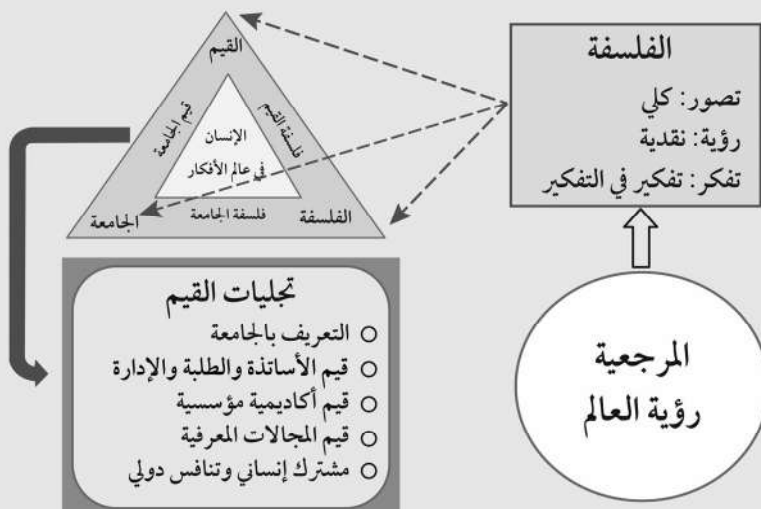 الفلسفة
تصور: كلي
رؤية: نقدية
تفكر: تفكير في التفكير
المرجعية
رؤية العالم
القيم
فلسفة القيم
قيم الجامعة
الإنسان
في عالم الأفكار
فلسفة الجامعة
الفلسفة
الجامعة
تجليات القيم
التعريف بالجامعة
قيم الأساتذة والطلبة والإدارة
قيم أكاديمية مؤسسية
قيم المجالات المعرفية
مشترك إنساني وتنافس دولي